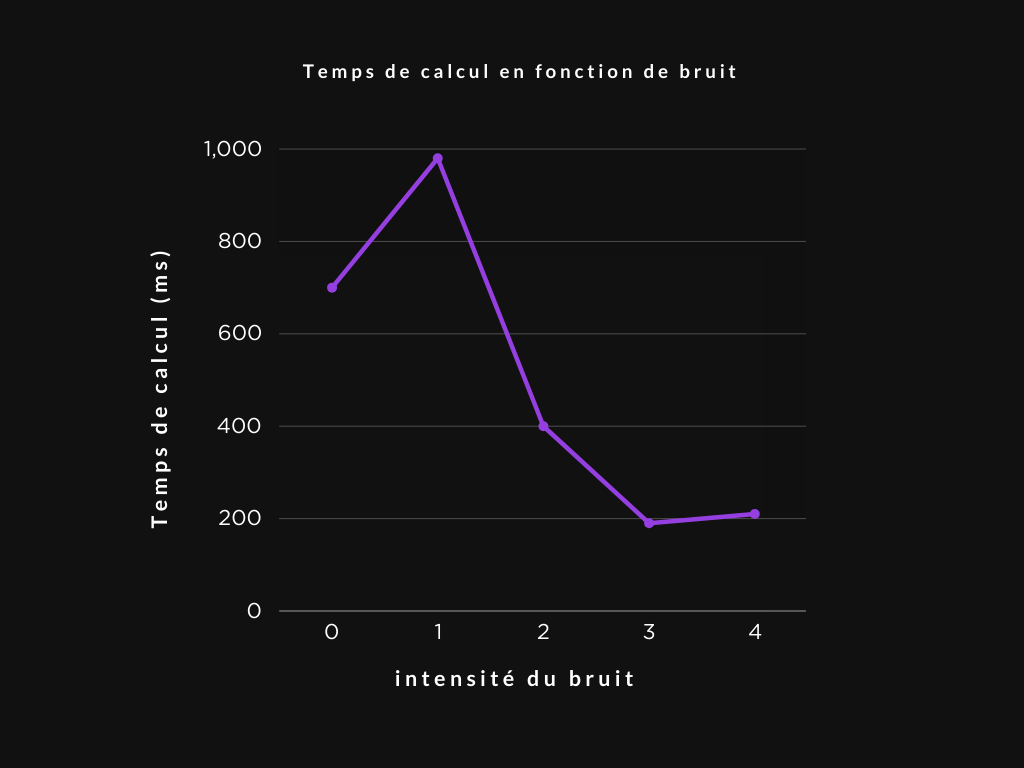 Temps de calcul en fonction de bruit
1,000
800
600
400
200
0
Temps de calcul (ms)
0 1 2 3 4
intensité du bruit